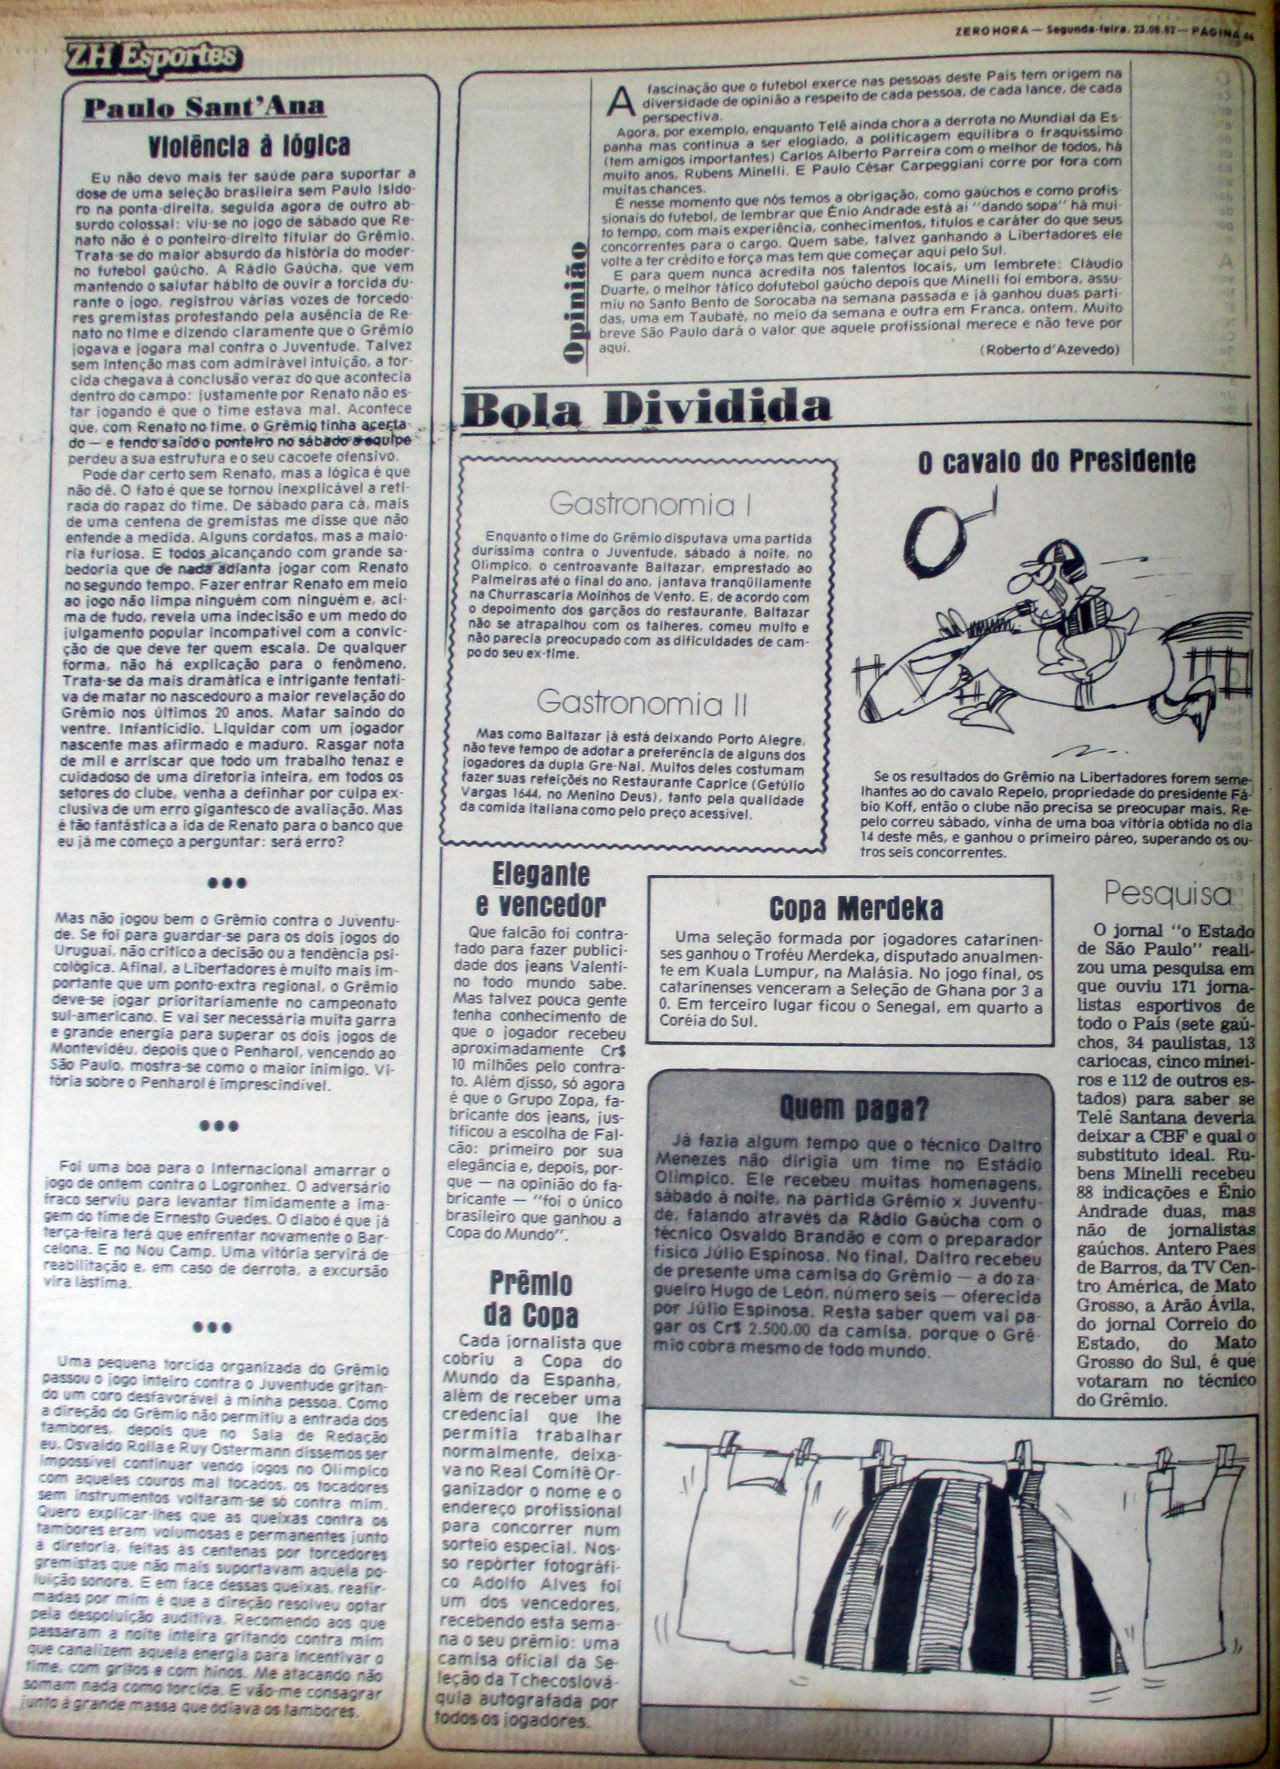 ZERO HORA — Segunda-feira, 23.08.82 — PÁGINA 46
ZH Esportes
Paulo Sant'Ana
Violência à lógica
Eu não devo mais ter saúde para suportar a
dose de uma seleção brasileira sem Paulo Isido-
ro na ponta-direita, seguida agora de outro ab-
surdo colossal: viu-se no jogo de sábado que Re-
nato não é o ponteiro-direito titular do Grêmio.
Trata-se do maior absurdo da história do moder-
no futebol gaúcho. A Rádio Gaúcha, que vem
mantendo o salutar hábito de ouvir a torcida du-
rante o jogo, registrou várias vozes de torcedo-
res gremistas protestando pela ausência de Re-
nato no time e dizendo claramente que o Grêmio
jogava e jogara mal contra o Juventude. Talvez
sem intenção mas com admirável intuição, a tor-
cida chegava à conclusão veraz do que acontecia
dentro do campo: justamente por Renato não es-
tar jogando é que o time estava mal. Acontece
que, com Renato no time, o Grêmio tinha acerta-
do — e tendo saído o ponteiro no sábado a equipe
perdeu a sua estrutura e o seu cacoete ofensivo.
Pode dar certo sem Renato, mas a lógica é que
não dê. O fato é que se tornou inexplicável a reti-
rada do rapaz do time. De sábado para cá, mais
de uma centena de gremistas me disse que não
entende a medida. Alguns cordatos, mas a maio-
ria furiosa. E todos alcançando com grande sa-
bedoria que de nada adianta jogar com Renato
no segundo tempo. Fazer entrar Renato em meio
ao jogo não limpa ninguém com ninguém e, aci-
ma de tudo, revela uma indecisão e um medo do
julgamento popular incompatível com a convic-
ção de que deve ter quem escala. De qualquer
forma, não há explicação para o fenômeno.
Trata-se da mais dramática e intrigante tentati-
va de matar no nascedouro a maior revelação do
Grêmio nos últimos 20 anos. Matar saindo do
ventre. Infanticídio. Liquidar com um jogador
nascente mas afirmado e maduro. Rasgar nota
de mil e arriscar que todo um trabalho tenaz e
cuidadoso de uma diretoria inteira, em todos os
setores do clube, venha a definhar por culpa ex-
clusiva de um erro gigantesco de avaliação. Mas
é tão fantástica a ida de Renato para o banco que
eu já me começo a perguntar: será erro?
●●●
Mas não jogou bem o Grêmio contra o Juventu-
de. Se foi para guardar-se para os dois jogos do
Uruguai, não critico a decisão ou a tendência psi-
cológica. Afinal, a Libertadores é muito mais im-
portante que um ponto-extra regional, o Grêmio
deve-se jogar prioritariamente no campeonato
sul-americano. E vai ser necessária muita garra
e grande energia para superar os dois jogos de
Montevidéu, depois que o Penharol, vencendo ao
São Paulo, mostra-se como o maior inimigo. Vi-
tória sobre o Penharol é imprescindível.
●●●
Foi uma boa para o Internacional amarrar o
jogo de ontem contra o Logronhez. O adversário
fraco serviu para levantar timidamente a ima-
gem do time de Ernesto Guedes. O diabo é que já
terça-feira terá que enfrentar novamente o Bar-
celona. E no Nou Camp. Uma vitória servirá de
reabilitação e, em caso de derrota, a excursão
vira lástima.
●●●
Uma pequena torcida organizada do Grêmio
passou o jogo inteiro contra o Juventude gritan-
do um coro desfavorável à minha pessoa. Como
a direção do Grêmio não permitiu a entrada dos
tambores, depois que no Sala de Redação
eu, Osvaldo Rolla e Ruy Ostermann dissemos ser
impossível continuar vendo jogos no Olímpico
com aqueles couros mal tocados, os tocadores
sem instrumentos voltaram-se só contra mim.
Quero explicar-lhes que as queixas contra os
tambores eram volumosas e permanentes junto
à diretoria, feitas às centenas por torcedores
gremistas que não mais suportavam aquela po-
luição sonora. E em face dessas queixas, reafir-
madas por mim é que a direção resolveu optar
pela despoluição auditiva. Recomendo aos que
passaram a noite inteira gritando contra mim
que canalizem aquela energia para incentivar o
time, com gritos e com hinos. Me atacando não
somam nada como torcida. E vão-me consagrar
junto à grande massa que odiava os tambores.
Opinião
A fascinação que o futebol exerce nas pessoas deste País tem origem na
diversidade de opinião a respeito de cada pessoa, de cada lance, de cada
perspectiva.
Agora, por exemplo, enquanto Telê ainda chora a derrota no Mundial da Es-
panha mas continua a ser elogiado, a politicagem equilibra o fraquíssimo
(tem amigos importantes) Carlos Alberto Parreira com o melhor de todos, há
muito anos, Rubens Minelli. E Paulo César Carpeggiani corre por fora com
muitas chances.
É nesse momento que nós temos a obrigação, como gaúchos e como profis-
sionais do futebol, de lembrar que Ênio Andrade está aí "dando sopa" há mui-
to tempo, com mais experiência, conhecimentos, títulos e caráter do que seus
concorrentes para o cargo. Quem sabe, talvez ganhando a Libertadores ele
volte a ter crédito e força mas tem que começar aqui pelo Sul.
E para quem nunca acredita nos talentos locais, um lembrete: Cláudio
Duarte, o melhor tático dofutebol gaúcho depois que Minelli foi embora, assu-
miu no Santo Bento de Sorocaba na semana passada e já ganhou duas parti-
das, uma em Taubaté, no meio da semana e outra em Franca, ontem. Muito
breve São Paulo dará o valor que aquele profissional merece e não teve por
aqui. (Roberto d'Azevedo)
Bola Dividida
Gastronomia I
Enquanto o time do Grêmio disputava uma partida
duríssima contra o Juventude, sábado à noite, no
Olímpico, o centroavante Baltazar, emprestado ao
Palmeiras até o final do ano, jantava tranqüilamente
na Churrascaria Moinhos de Vento. E, de acordo com
o depoimento dos garçãos do restaurante, Baltazar
não se atrapalhou com os talheres, comeu muito e
não parecia preocupado com as dificuldades de cam-
po do seu ex-time.
Gastronomia II
Mas como Baltazar já está deixando Porto Alegre,
não teve tempo de adotar a preferência de alguns dos
jogadores da dupla Gre-Nal. Muitos deles costumam
fazer suas refeições no Restaurante Caprice (Getúlio
Vargas 1644, no Menino Deus), tanto pela qualidade
da comida italiana como pelo preço acessível.
O cavalo do Presidente
Se os resultados do Grêmio na Libertadores forem seme-
lhantes ao do cavalo Repelo, propriedade do presidente Fá-
bio Koff, então o clube não precisa se preocupar mais. Re-
pelo correu sábado, vinha de uma boa vitória obtida no dia
14 deste mês, e ganhou o primeiro páreo, superando os ou-
tros seis concorrentes.
Elegante
e vencedor
Que falcão foi contra-
tado para fazer publici-
dade dos jeans Valenti-
no todo mundo sabe.
Mas talvez pouca gente
tenha conhecimento de
que o jogador recebeu
aproximadamente Cr$
10 milhões pelo contra-
to. Além disso, só agora
é que o Grupo Zopa, fa-
bricante dos jeans, jus-
tificou a escolha de Fal-
cão: primeiro por sua
elegância e, depois, por-
que — na opinião do fa-
bricante — "foi o único
brasileiro que ganhou a
Copa do Mundo".
Prêmio
da Copa
Cada jornalista que
cobriu a Copa do
Mundo da Espanha,
além de receber uma
credencial que lhe
permitia trabalhar
normalmente, deixa-
va no Real Comitê Or-
ganizador o nome e o
endereço profissional
para concorrer num
sorteio especial. Nos-
so repórter fotográfi-
co Adolfo Alves foi
um dos vencedores,
recebendo esta sema-
na o seu prêmio: uma
camisa oficial da Se-
leção da Tchecoslová-
quia autografada por
todos os jogadores.
Copa Merdeka
Uma seleção formada por jogadores catarinen-
ses ganhou o Troféu Merdeka, disputado anualmen-
te em Kuala Lumpur, na Malásia. No jogo final, os
catarinenses venceram a Seleção de Ghana por 3 a
0. Em terceiro lugar ficou o Senegal, em quarto a
Coréia do Sul.
Quem paga?
Já fazia algum tempo que o técnico Daltro
Menezes não dirigia um time no Estádio
Olímpico. Ele recebeu muitas homenagens,
sábado à noite, na partida Grêmio x Juventu-
de, falando através da Rádio Gaúcha com o
técnico Osvaldo Brandão e com o preparador
físico Júlio Espinosa. No final, Daltro recebeu
de presente uma camisa do Grêmio — a do za-
gueiro Hugo de León, número seis — oferecida
por Júlio Espinosa. Resta saber quem vai pa-
gar os Cr$ 2.500.00 da camisa, porque o Grê-
mio cobra mesmo de todo mundo.
Pesquisa
O jornal "o Estado
de São Paulo" reali-
zou uma pesquisa em
que ouviu 171 jorna-
listas esportivos de
todo o País (sete gaú-
chos, 34 paulistas, 13
cariocas, cinco minei-
ros e 112 de outros es-
tados) para saber se
Telê Santana deveria
deixar a CBF e qual o
substituto ideal. Ru-
bens Minelli recebeu
88 indicações e Ênio
Andrade duas, mas
não de jornalistas
gaúchos. Antero Paes
de Barros, da TV Cen-
tro América, de Mato
Grosso, a Arão Ávila,
do jornal Correio do
Estado, do Mato
Grosso do Sul, é que
votaram no técnico
do Grêmio.